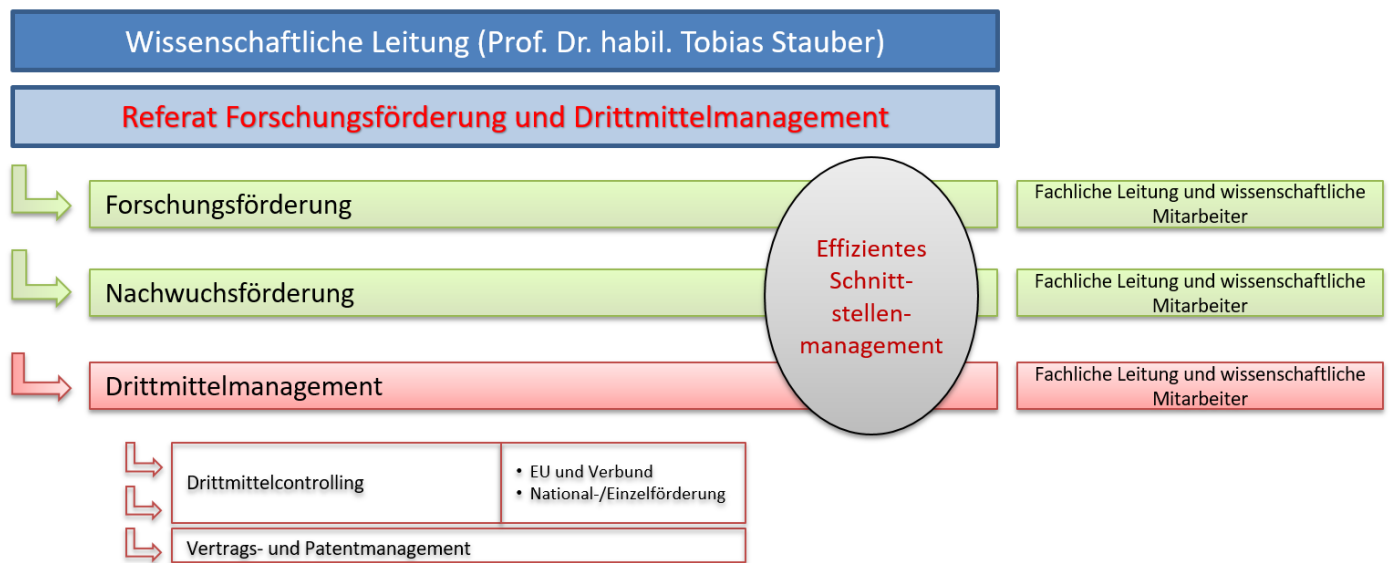 Wissenschaftliche Leitung (Prof. Dr. habil. Tobias Stauber)
Referat Forschungsförderung und Drittmittelmanagement
Forschungsförderung
Fachliche Leitung und wissenschaftliche
Mitarbeiter
Nachwuchsförderung
Fachliche Leitung und wissenschaftliche
Mitarbeiter
Drittmittelmanagement
Fachliche Leitung und wissenschaftliche
Mitarbeiter
Effizientes
Schnitt-
stellen-
management
Drittmittelcontrolling
• EU und Verbund
• National-/Einzelförderung
Vertrags- und Patentmanagement